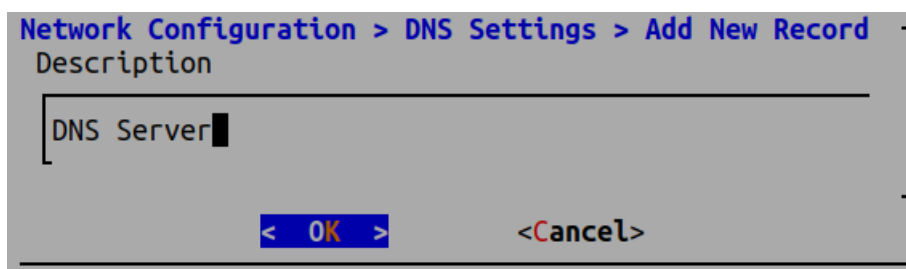 Network Configuration > DNS Settings > Add New Record
Description
DNS Server
< OK > <Cancel>